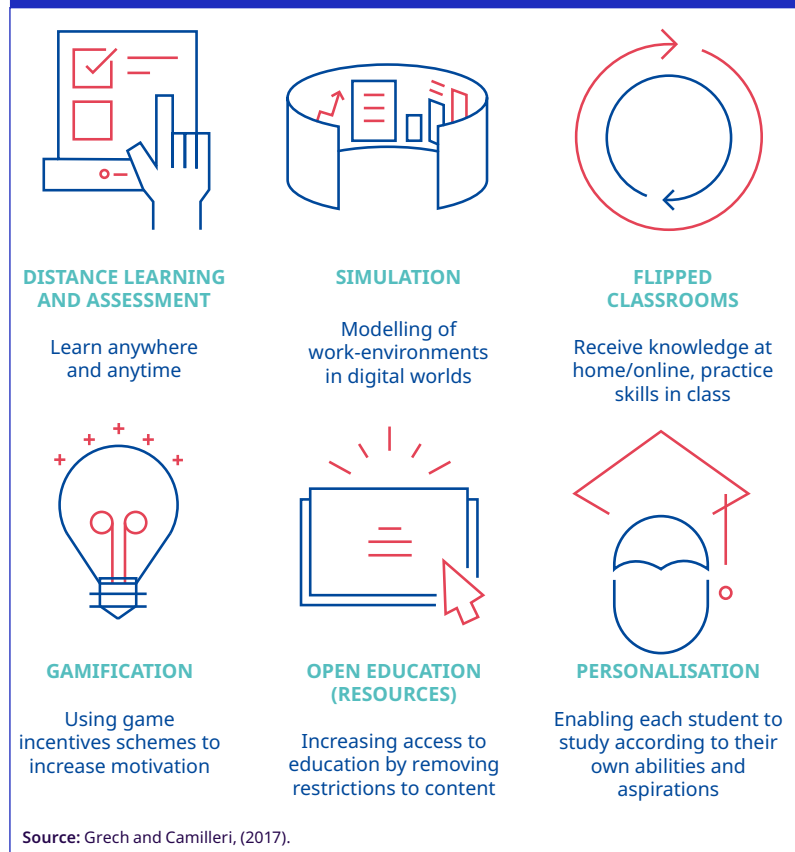 DISTANCE LEARNING
AND ASSESSMENT
Learn anywhere
and anytime
SIMULATION
Modelling of
work-environments
in digital worlds
FLIPPED
CLASSROOMS
Receive knowledge at
home/online, practice
skills in class
GAMIFICATION
Using game
incentives schemes to
increase motivation
OPEN EDUCATION
(RESOURCES)
Increasing access to
education by removing
restrictions to content
PERSONALISATION
Enabling each student to
study according to their
own abilities and
aspirations
Source: Grech and Camilleri, (2017).